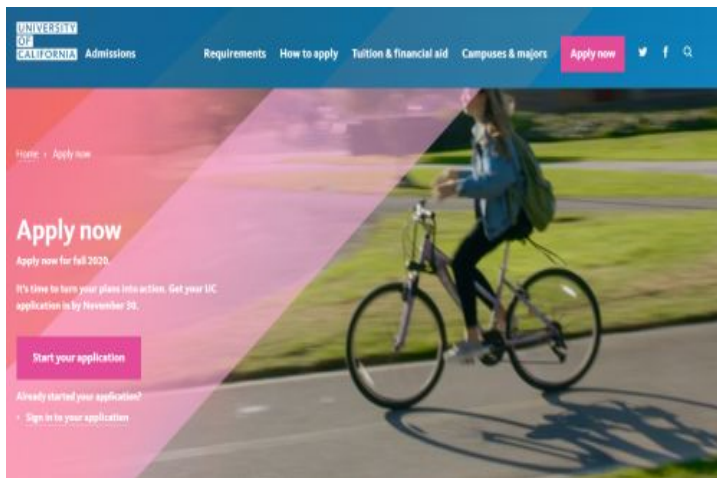 UNIVERSITY
OF
CALIFORNIA
Admissions
Requirements
How to apply
Tuition & financial aid
Campuses & majors
Apply now
Home › Apply now
Apply now
Apply now for fall 2020.
It's time to turn your plans into action. Get your UC
application in by November 30.
Start your application
Already started your application?
Sign in to your application